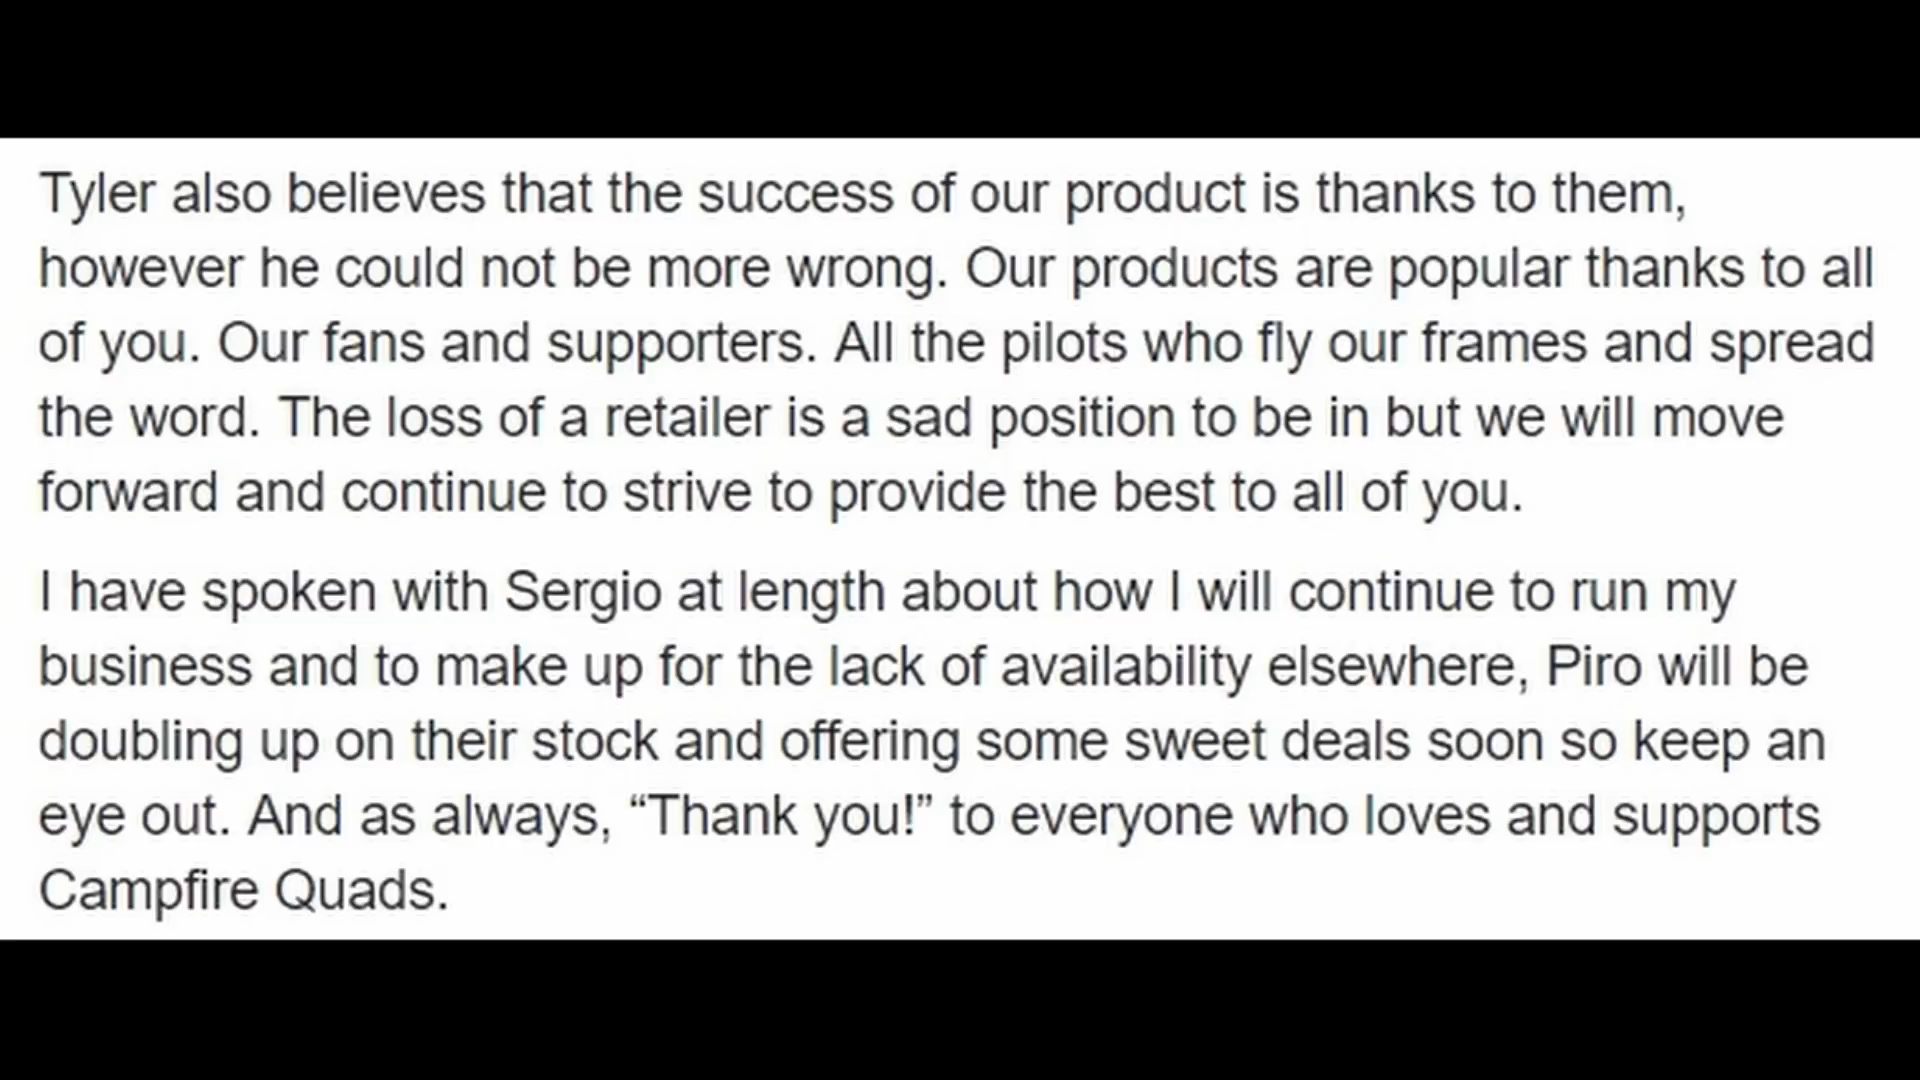 Tyler also believes that the success of our product is thanks to them,
however he could not be more wrong. Our products are popular thanks to all
of you. Our fans and supporters. All the pilots who fly our frames and spread
the word. The loss of a retailer is a sad position to be in but we will move
forward and continue to strive to provide the best to all of you.
I have spoken with Sergio at length about how I will continue to run my
business and to make up for the lack of availability elsewhere, Piro will be
doubling up on their stock and offering some sweet deals soon so keep an
eye out. And as always, “Thank you!” to everyone who loves and supports
Campfire Quads.